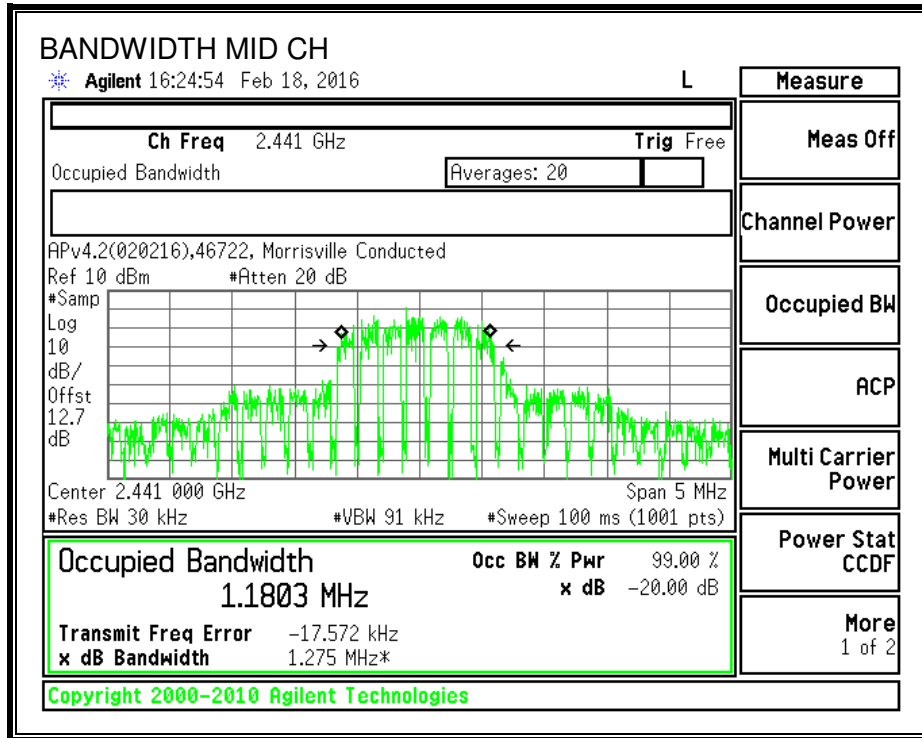 BANDWIDTH MID CH
Agilent 16:24:54 Feb 18, 2016 L
Measure
Ch Freq 2.441 GHz Trig Free
Meas Off
Occupied Bandwidth Averages: 20
Channel Power
APv4.2(020216),46722, Morrisville Conducted
Ref 10 dBm #Atten 20 dB
#Samp
Log
10
dB/
Offst
12.7
dB
Occupied BW
ACP
Multi Carrier
Power
Center 2.441 000 GHz Span 5 MHz
#Res BW 30 kHz #VBW 91 kHz #Sweep 100 ms (1001 pts)
Power Stat
CCDF
Occupied Bandwidth Occ BW % Pwr 99.00 %
1.1803 MHz x dB -20.00 dB
Transmit Freq Error -17.572 kHz
x dB Bandwidth 1.275 MHz*
More
1 of 2
Copyright 2000-2010 Agilent Technologies